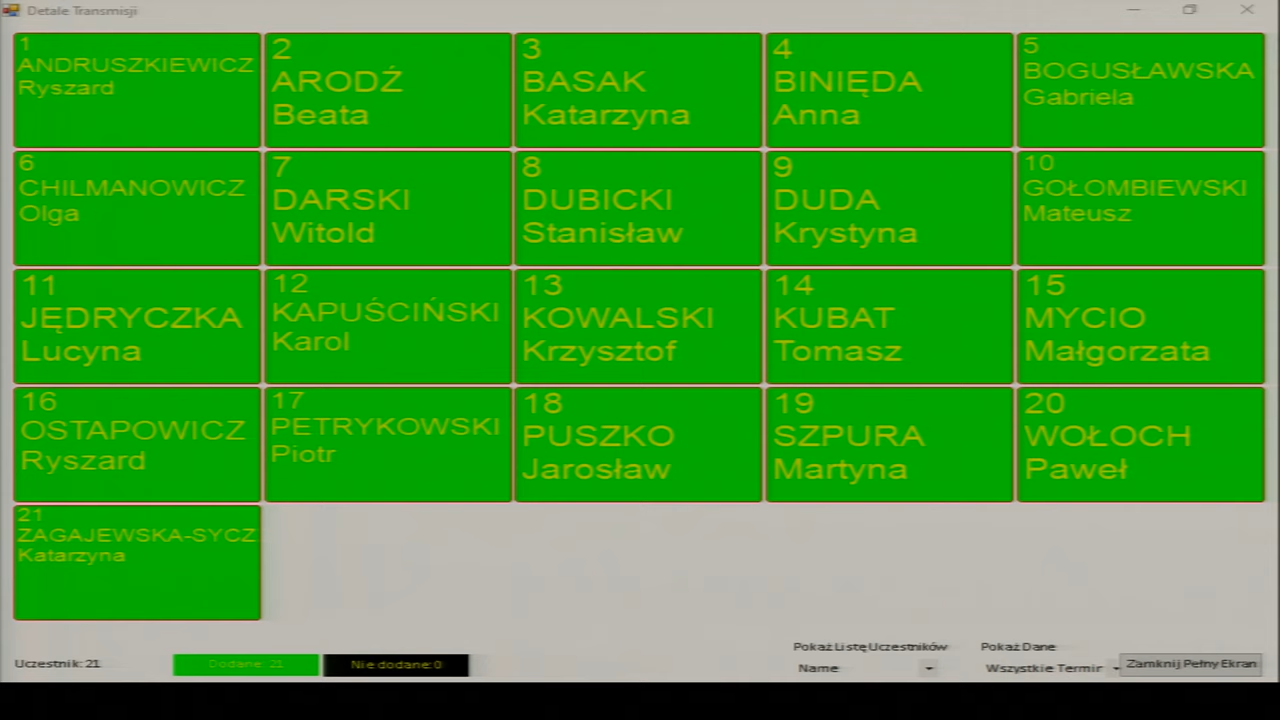 Detale Transmisji
1
ANDRUSZKIEWICZ
Ryszard
2
ARODŹ
Beata
3
BASAK
Katarzyna
4
BINIĘDA
Anna
5
BOGUSŁAWSKA
Gabriela
6
CHILMANOWICZ
Olga
7
DARSKI
Witold
8
DUBICKI
Stanisław
9
DUDA
Krystyna
10
GOŁOMBIEWSKI
Mateusz
11
JĘDRYCZKA
Lucyna
12
KAPUŚCIŃSKI
Karol
13
KOWALSKI
Krzysztof
14
KUBAT
Tomasz
15
MYCIO
Małgorzata
16
OSTAPOWICZ
Ryszard
17
PETRYKOWSKI
Piotr
18
PUSZKO
Jarosław
19
SZPURA
Martyna
20
WOŁOCH
Paweł
21
ZAGAJEWSKA-SYCZ
Katarzyna
Pokaż Listę Uczestników
Pokaż Dane
Uczestnik: 21
Dodane: 21
Nie dodane: 0
Name
Wszystkie Termir
Zamknij Pełny Ekran